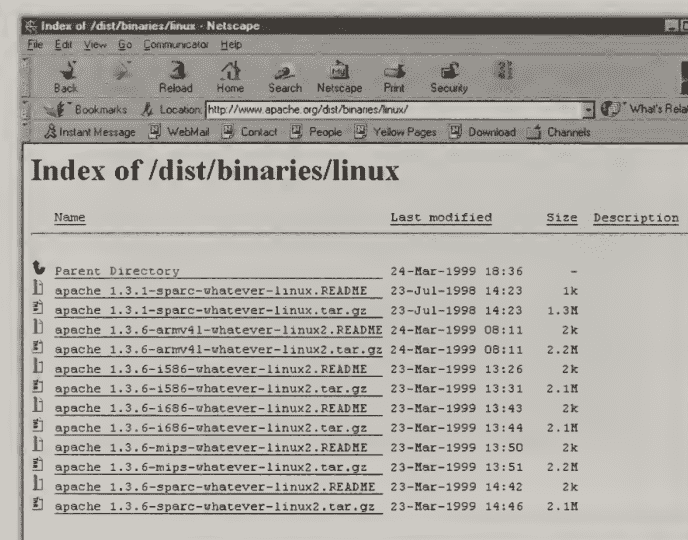 Index of /dist/binaries/linux - Netscape
File Edit View Go Communicator Help
Back Reload Home Search Netscape Print Security
Bookmarks Location: http://www.apache.org/dist/binaries/linux/ What's Rela
Instant Message WebMail Contact People Yellow Pages Download Channels
Index of /dist/binaries/linux
Name Last modified Size Description
Parent Directory 24-Mar-1999 18:36 -
apache_1.3.1-sparc-whatever-linux.README 23-Jul-1998 14:23 1k
apache_1.3.1-sparc-whatever-linux.tar.gz 23-Jul-1998 14:23 1.3M
apache_1.3.6-armv4l-whatever-linux2.README 24-Mar-1999 08:11 2k
apache_1.3.6-armv4l-whatever-linux2.tar.gz 24-Mar-1999 08:11 2.2M
apache_1.3.6-i586-whatever-linux2.README 23-Mar-1999 13:26 2k
apache_1.3.6-i586-whatever-linux2.tar.gz 23-Mar-1999 13:31 2.1M
apache_1.3.6-i686-whatever-linux2.README 23-Mar-1999 13:43 2k
apache_1.3.6-i686-whatever-linux2.tar.gz 23-Mar-1999 13:44 2.1M
apache_1.3.6-mips-whatever-linux2.README 23-Mar-1999 13:50 2k
apache_1.3.6-mips-whatever-linux2.tar.gz 23-Mar-1999 13:51 2.2M
apache_1.3.6-sparc-whatever-linux2.README 23-Mar-1999 14:42 2k
apache_1.3.6-sparc-whatever-linux2.tar.gz 23-Mar-1999 14:46 2.1M